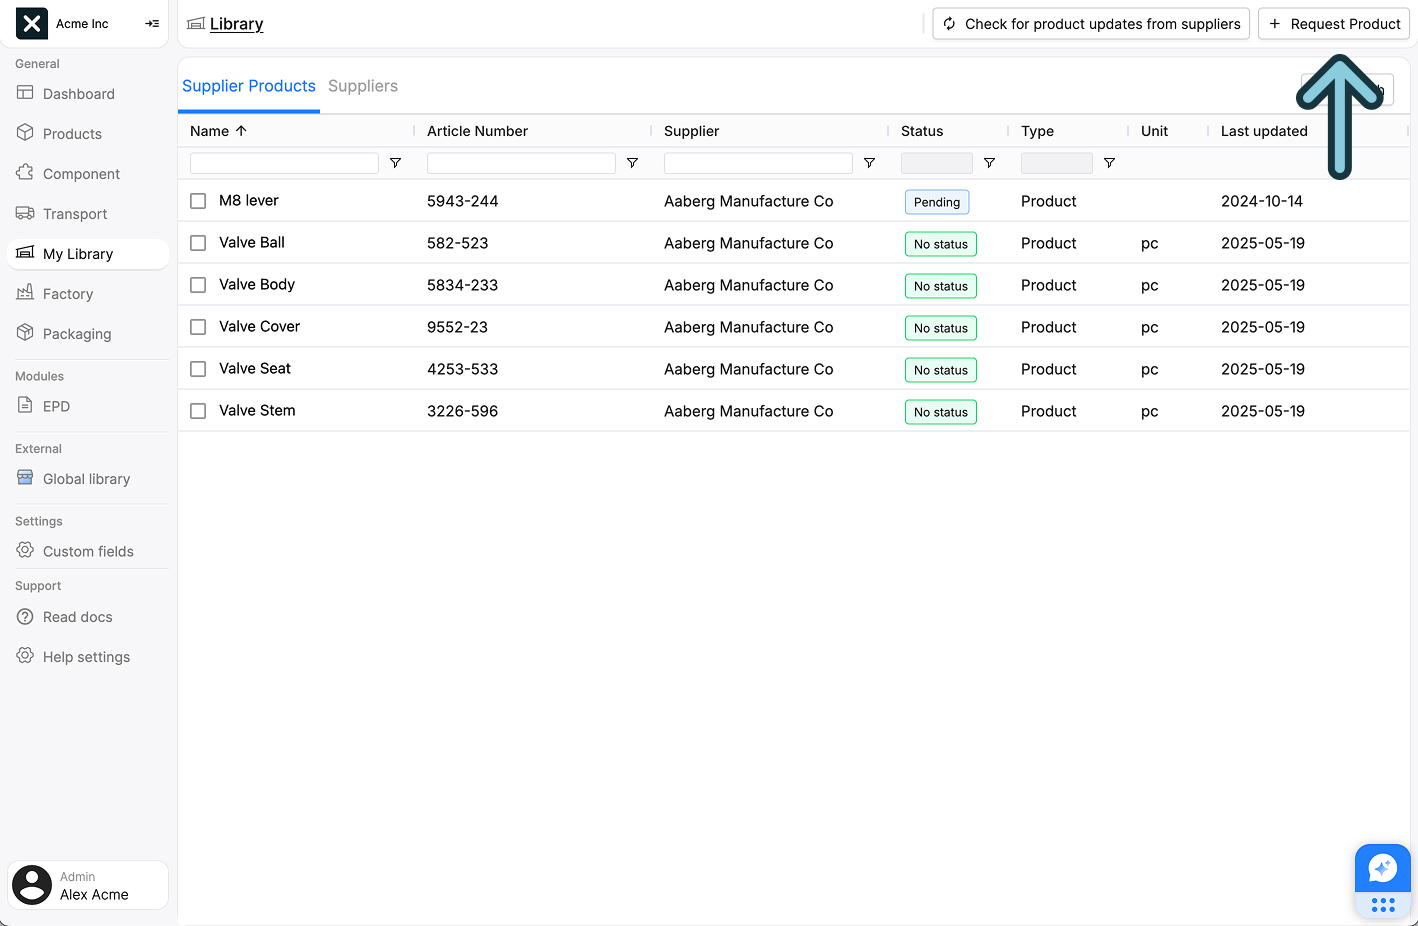 Acme Inc
Library
Check for product updates from suppliers
+ Request Product
General
Dashboard
Products
Component
Transport
My Library
Factory
Packaging
Modules
EPD
External
Global library
Settings
Custom fields
Support
Read docs
Help settings
Admin
Alex Acme
Supplier Products Suppliers
Name Article Number Supplier Status Type Unit Last updated
M8 lever 5943-244 Aaberg Manufacture Co Pending Product 2024-10-14
Valve Ball 582-523 Aaberg Manufacture Co No status Product pc 2025-05-19
Valve Body 5834-233 Aaberg Manufacture Co No status Product pc 2025-05-19
Valve Cover 9552-23 Aaberg Manufacture Co No status Product pc 2025-05-19
Valve Seat 4253-533 Aaberg Manufacture Co No status Product pc 2025-05-19
Valve Stem 3226-596 Aaberg Manufacture Co No status Product pc 2025-05-19